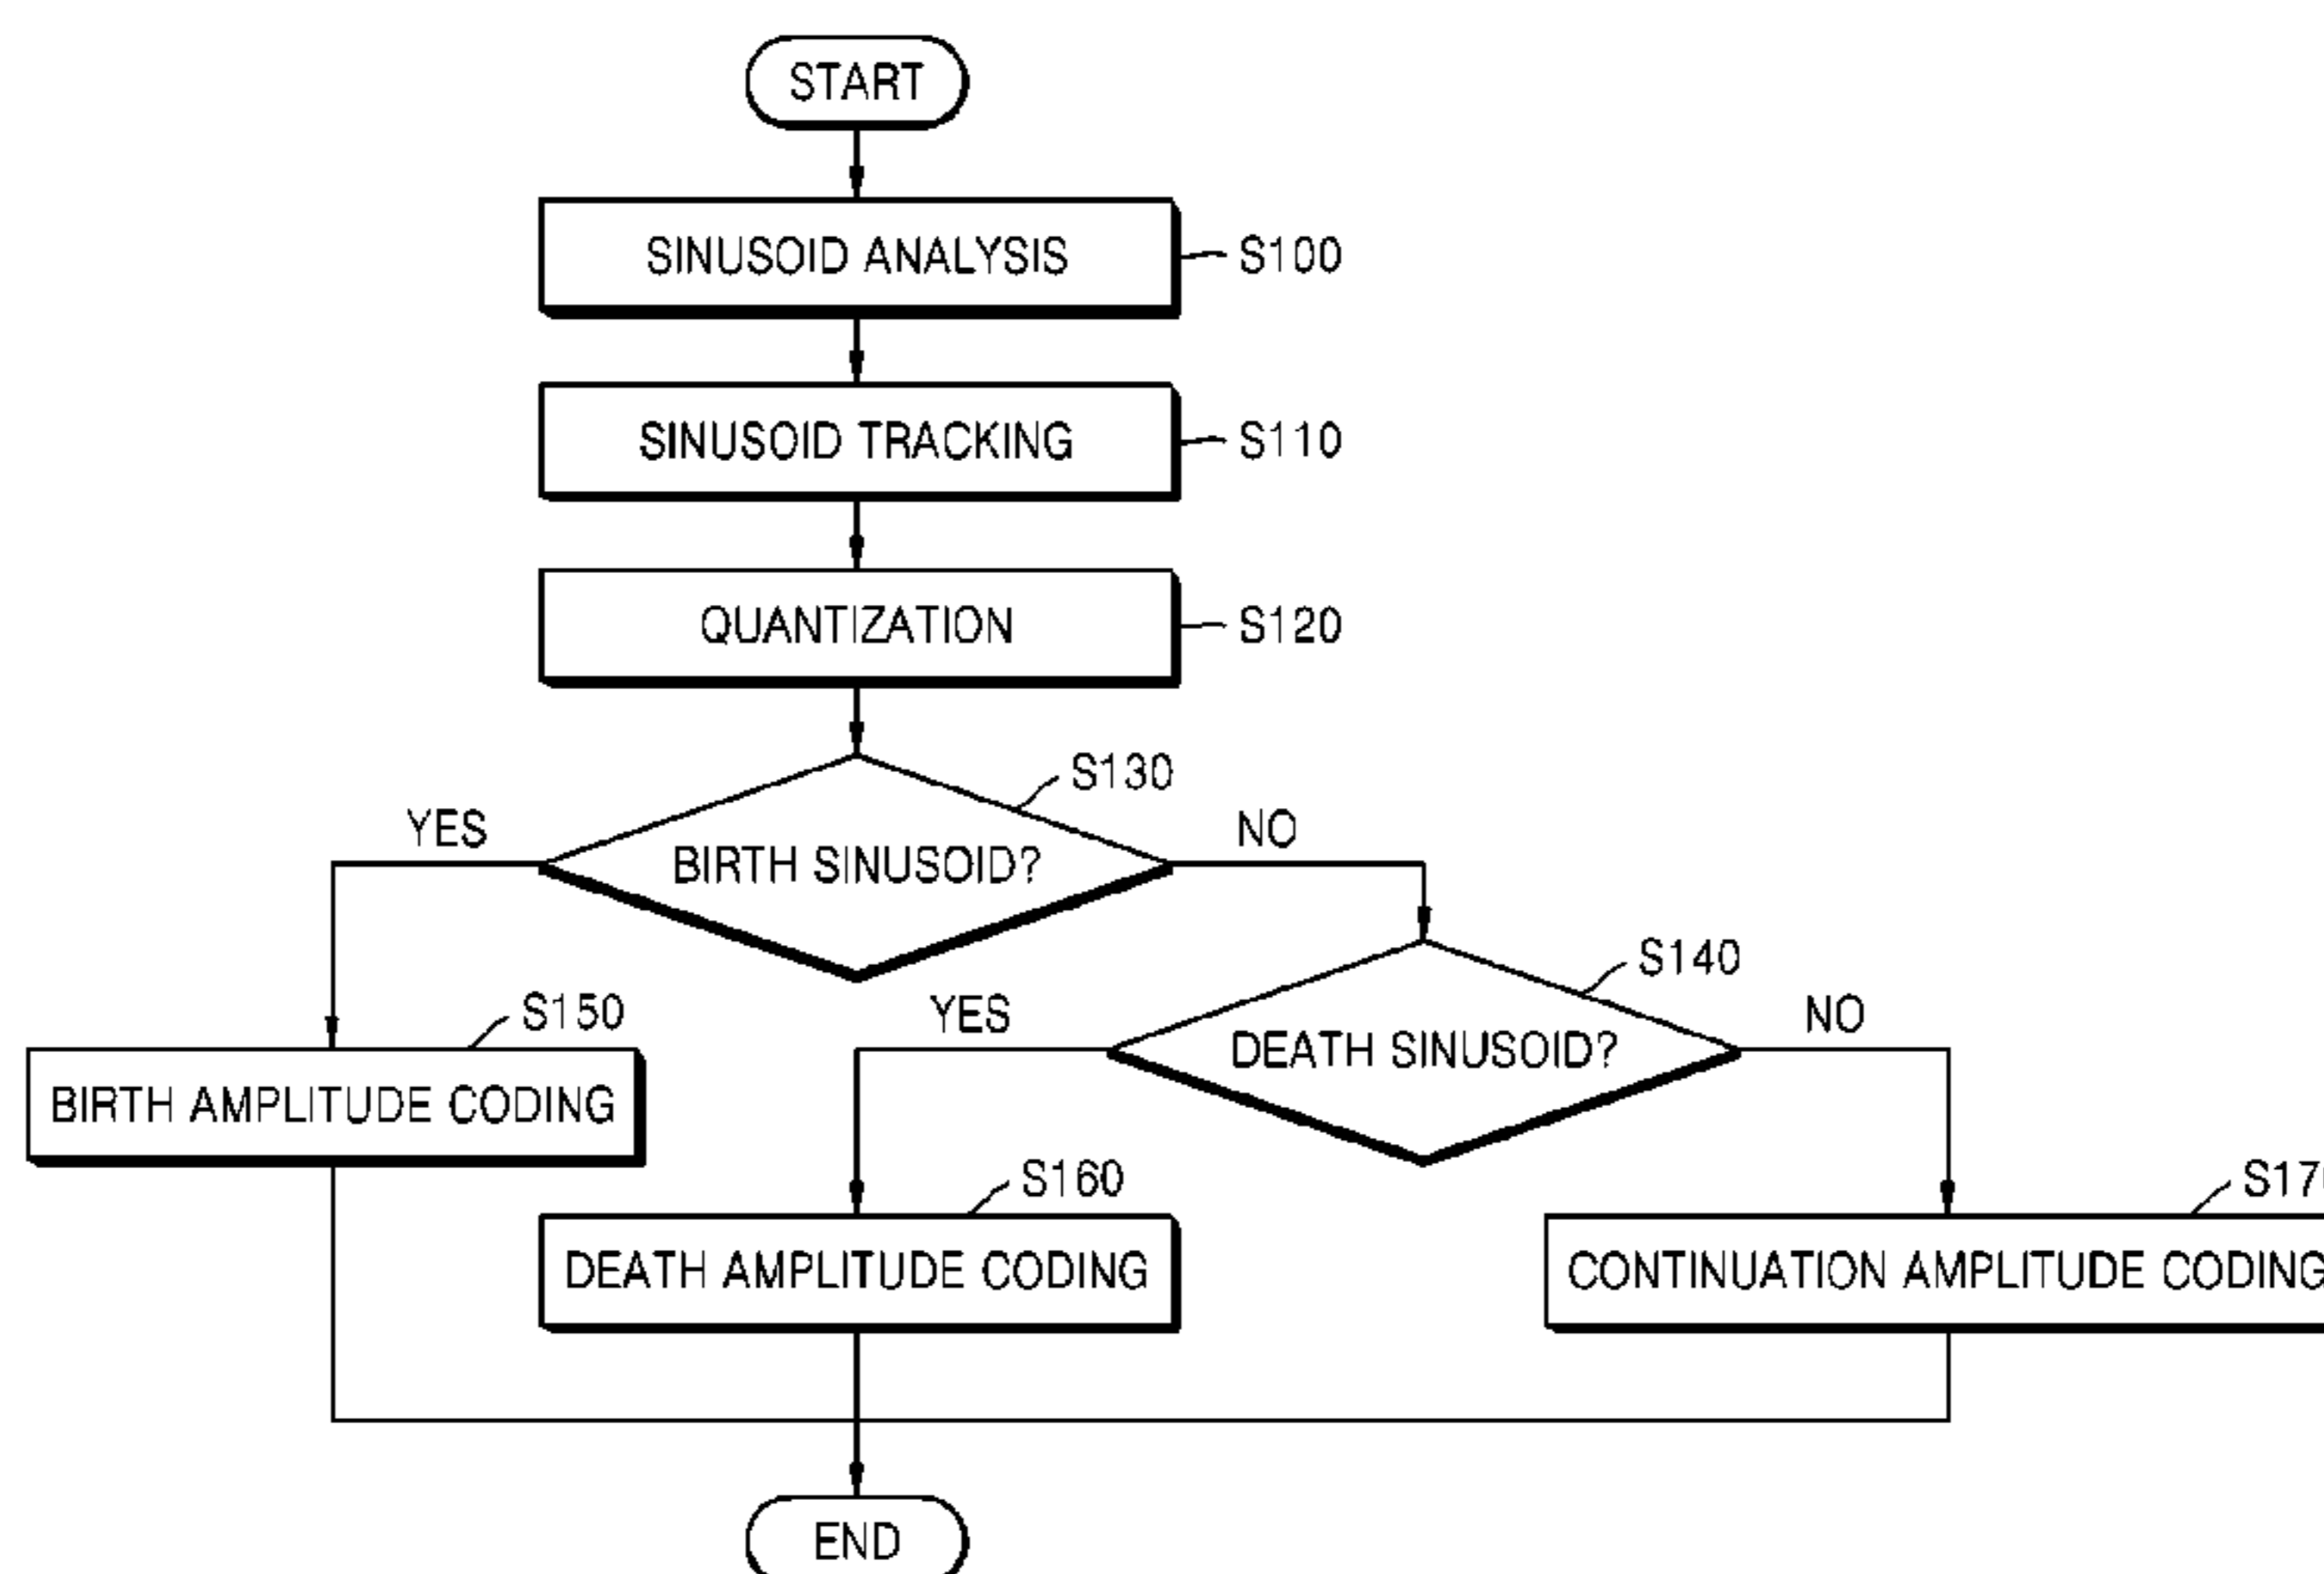 START
SINUSOID ANALYSIS
S100
SINUSOID TRACKING
S110
QUANTIZATION
S120
S130
YES
NO
BIRTH SINUSOID?
S140
S150
YES
NO
DEATH SINUSOID?
BIRTH AMPLITUDE CODING
S160
DEATH AMPLITUDE CODING
CONTINUATION AMPLITUDE CODING
END